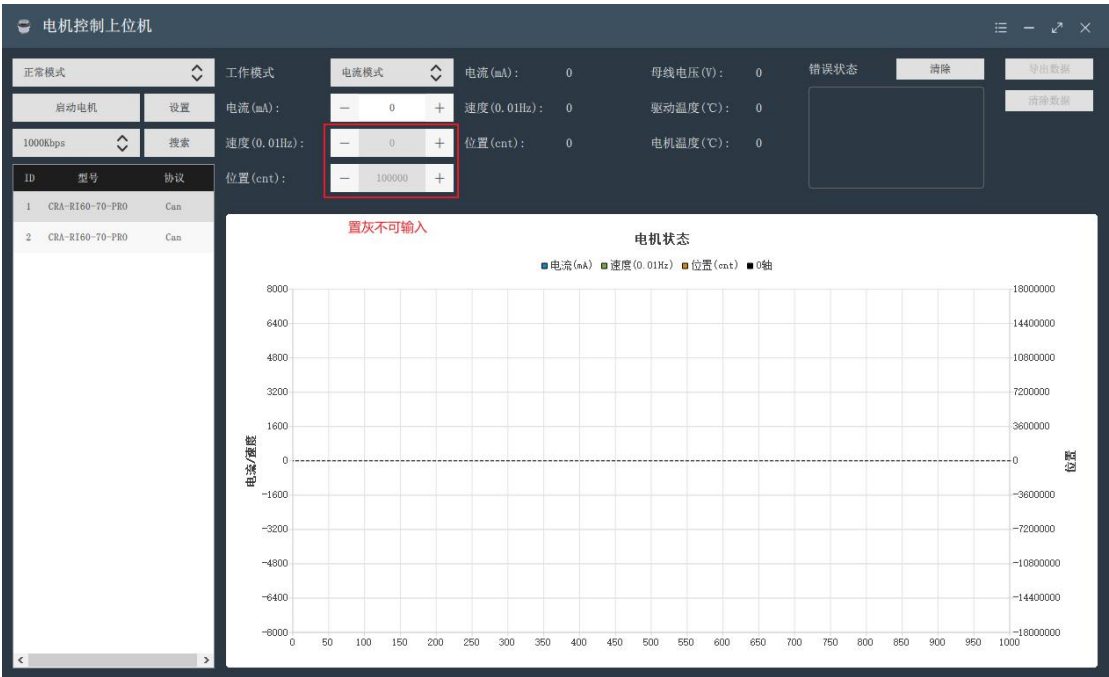 电机控制上位机
正常模式
启动电机 设置
1000Kbps 搜索
ID 型号 协议
1 CRA-RI60-70-PRO Can
2 CRA-RI60-70-PRO Can
工作模式 电流模式
电流(mA): － 0 +
速度(0.01Hz): － 0 +
位置(cnt): － 100000 +
置灰不可输入
电流(mA): 0
速度(0.01Hz): 0
位置(cnt): 0
母线电压(V): 0
驱动温度(℃): 0
电机温度(℃): 0
错误状态 清除
导出数据
清除数据
电机状态
电流(mA) 速度(0.01Hz) 位置(cnt) 0轴
电流/速度
8000
6400
4800
3200
1600
0
-1600
-3200
-4800
-6400
-8000
18000000
14400000
10800000
7200000
3600000
0
-3600000
-7200000
-10800000
-14400000
-18000000
位置
0 50 100 150 200 250 300 350 400 450 500 550 600 650 700 750 800 850 900 950 1000